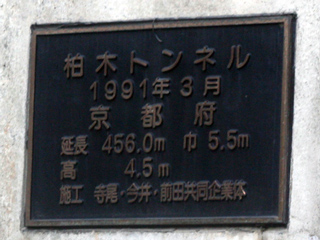 柏木トンネル
1991年3月
京都府
延長 456.0m 巾 5.5m
高 4.5m
施工 寺尾・今井・前田共同企業体